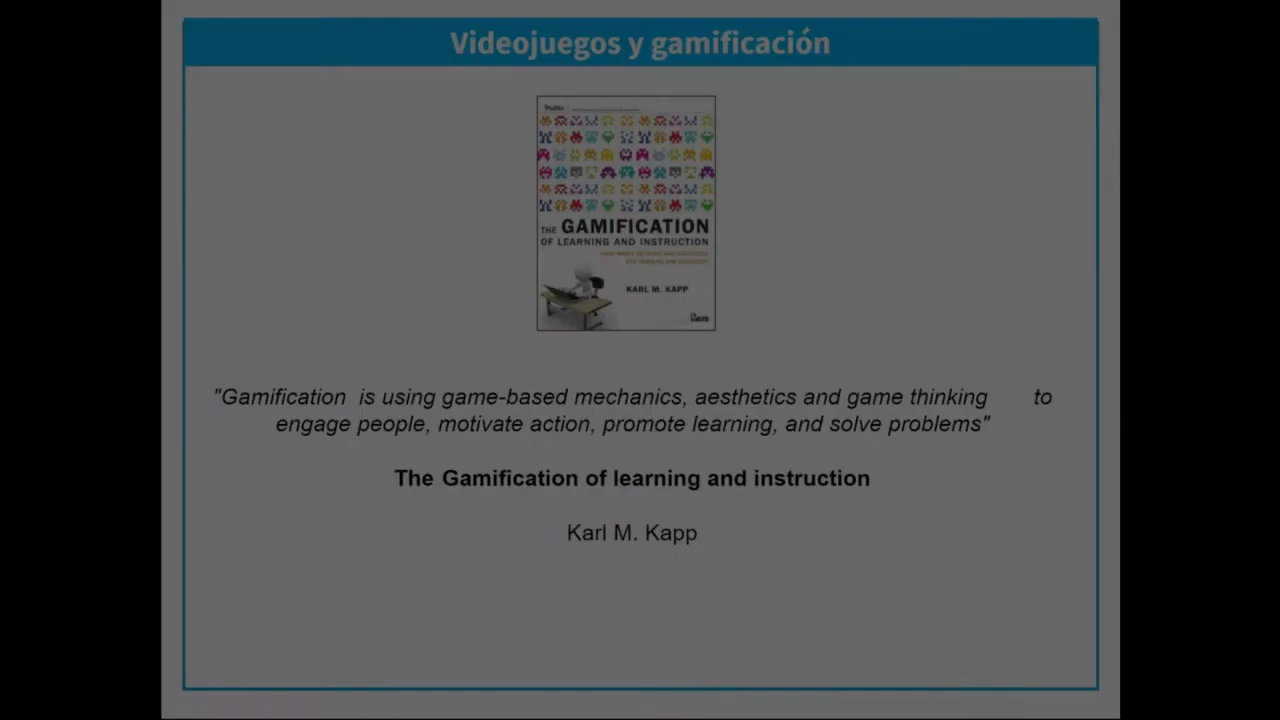 Videojuegos y gamificación
THE GAMIFICATION
OF LEARNING AND INSTRUCTION
KARL M. KAPP
"Gamification is using game-based mechanics, aesthetics and game thinking to
engage people, motivate action, promote learning, and solve problems"
The Gamification of learning and instruction
Karl M. Kapp